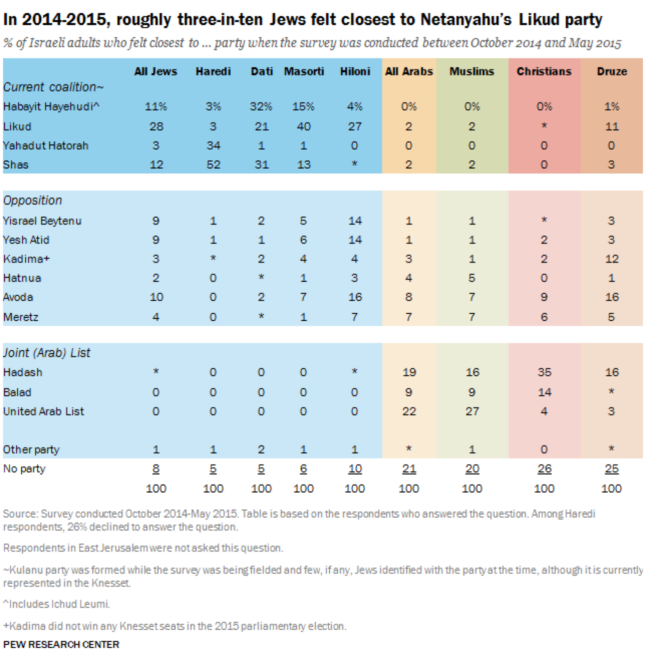 In 2014-2015, roughly three-in-ten Jews felt closest to Netanyahu's Likud party
% of Israeli adults who felt closest to ... party when the survey was conducted between October 2014 and May 2015
All Jews Haredi Dati Masorti Hiloni All Arabs Muslims Christians Druze
Current coalition~
Habayit Hayehudi^ 11% 3% 32% 15% 4% 0% 0% 0% 1%
Likud 28 3 21 40 27 2 2 * 11
Yahadut Hatorah 3 34 1 1 0 0 0 0 0
Shas 12 52 31 13 * 2 2 0 3
Opposition
Yisrael Beytenu 9 1 2 5 14 1 1 * 3
Yesh Atid 9 1 1 6 14 1 1 2 3
Kadima+ 3 * 2 4 4 3 1 2 12
Hatnua 2 0 * 1 3 4 5 0 1
Avoda 10 0 2 7 16 8 7 9 16
Meretz 4 0 * 1 7 7 7 6 5
Joint (Arab) List
Hadash * 0 0 0 * 19 16 35 16
Balad 0 0 0 0 0 9 9 14 *
United Arab List 0 0 0 0 0 22 27 4 3
Other party 1 1 2 1 1 * 1 0 *
No party 8 5 5 6 10 21 20 26 25
100 100 100 100 100 100 100 100 100
Source: Survey conducted October 2014-May 2015. Table is based on the respondents who answered the question. Among Haredi
respondents, 26% declined to answer the question.
Respondents in East Jerusalem were not asked this question.
~Kulanu party was formed while the survey was being fielded and few, if any, Jews identified with the party at the time, although it is currently
represented in the Knesset.
^Includes Ichud Leumi.
+Kadima did not win any Knesset seats in the 2015 parliamentary election.
PEW RESEARCH CENTER